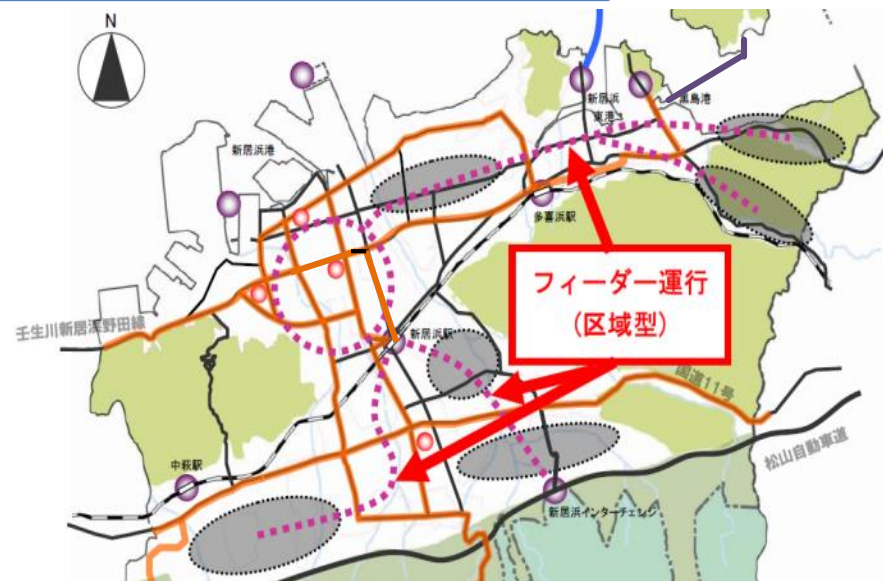 N
新居浜港
新居浜
東港
黒島港
多喜浜駅
フィーダー運行
(区域型)
壬生川新居浜野田線
新居浜駅
国道11号
松山自動車道
中萩駅
新居浜インターチェンジ